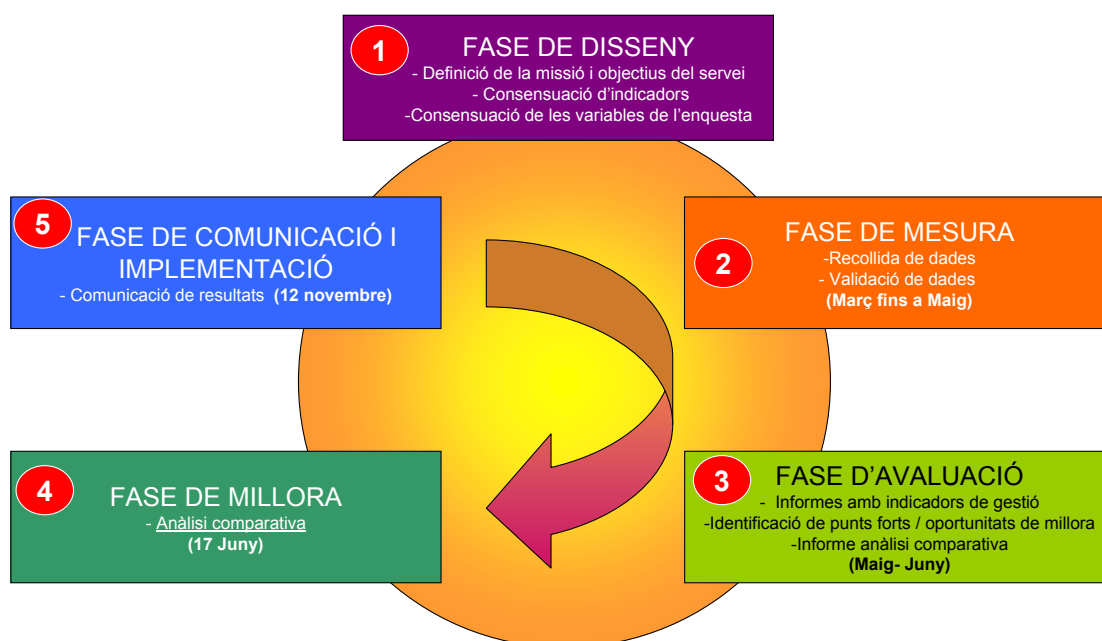 1
FASE DE DISSENY
- Definició de la missió i objectius del servei
- Consensuació d'indicadors
-Consensuació de les variables de l'enquesta
2
FASE DE MESURA
-Recollida de dades
- Validació de dades
(Març fins a Maig)
3
FASE D'AVALUACIÓ
- Informes amb indicadors de gestió
-Identificació de punts forts / oportunitats de millora
-Informe anàlisi comparativa
(Maig- Juny)
4
FASE DE MILLORA
- Anàlisi comparativa
(17 Juny)
5
FASE DE COMUNICACIÓ I
IMPLEMENTACIÓ
- Comunicació de resultats (12 novembre)